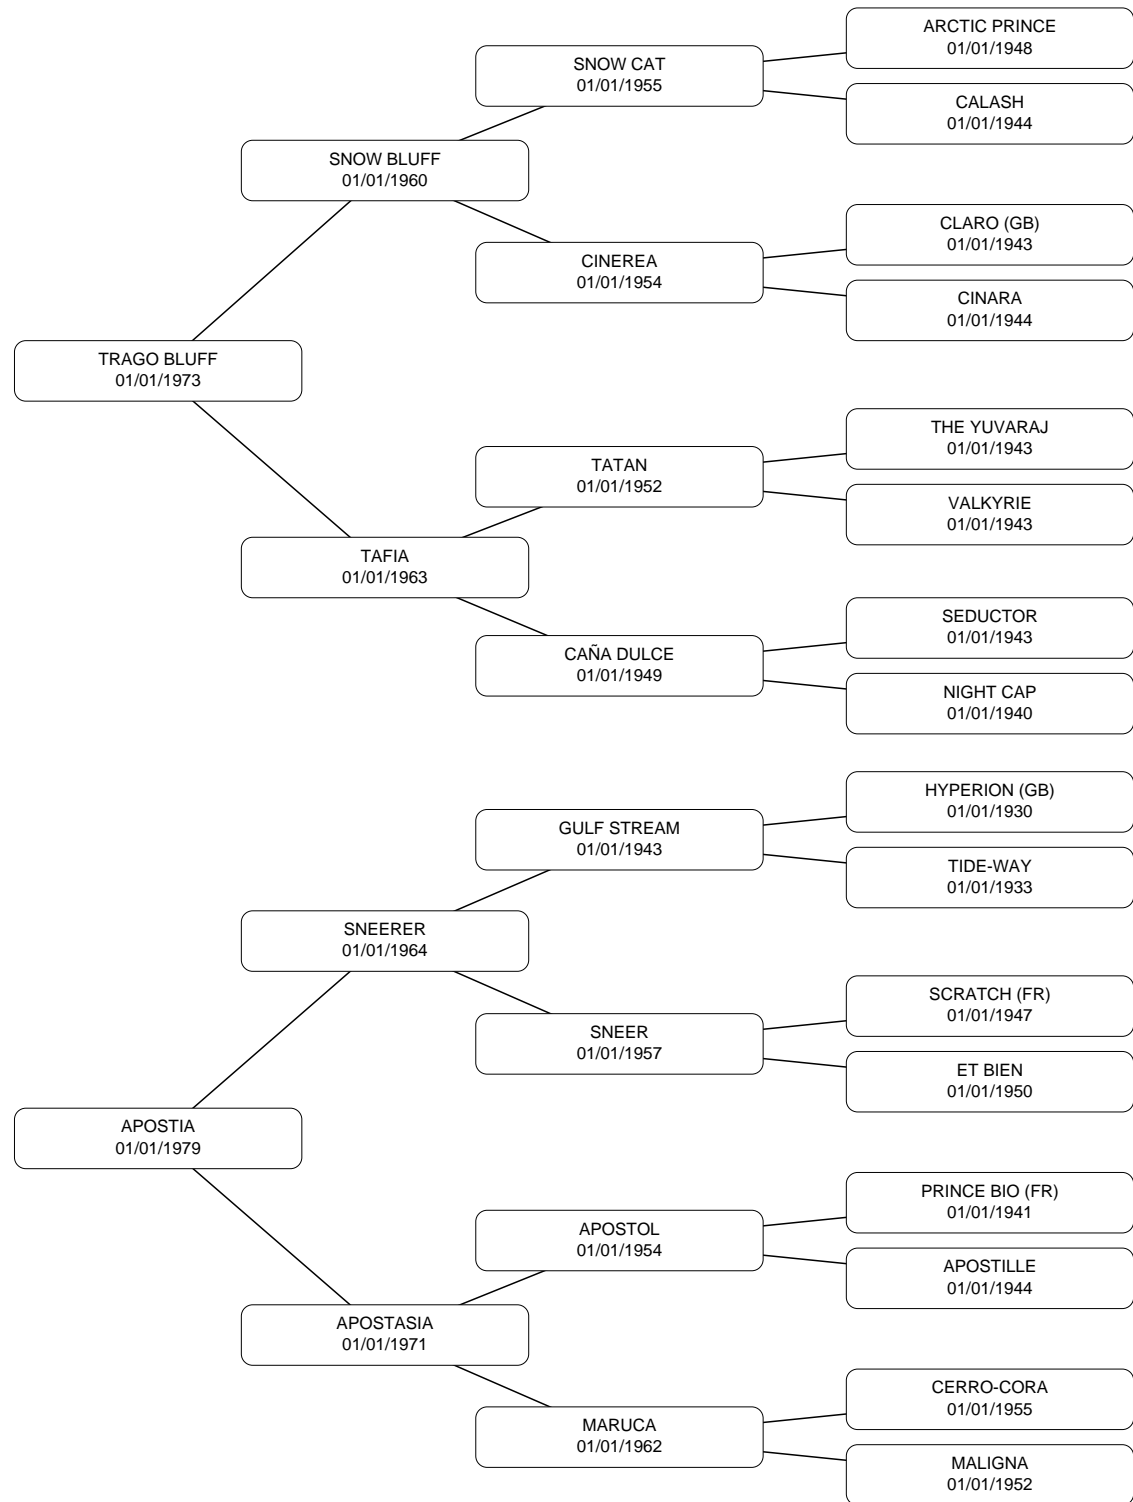 ARCTIC PRINCE
01/01/1948
SNOW CAT
01/01/1955
CALASH
01/01/1944
SNOW BLUFF
01/01/1960
CLARO (GB)
01/01/1943
CINEREA
01/01/1954
CINARA
01/01/1944
TRAGO BLUFF
01/01/1973
THE YUVARAJ
01/01/1943
TATAN
01/01/1952
VALKYRIE
01/01/1943
TAFIA
01/01/1963
SEDUCTOR
01/01/1943
CAÑA DULCE
01/01/1949
NIGHT CAP
01/01/1940
HYPERION (GB)
01/01/1930
GULF STREAM
01/01/1943
TIDE-WAY
01/01/1933
SNEERER
01/01/1964
SCRATCH (FR)
01/01/1947
SNEER
01/01/1957
ET BIEN
01/01/1950
APOSTIA
01/01/1979
PRINCE BIO (FR)
01/01/1941
APOSTOL
01/01/1954
APOSTILLE
01/01/1944
APOSTASIA
01/01/1971
CERRO-CORA
01/01/1955
MARUCA
01/01/1962
MALIGNA
01/01/1952